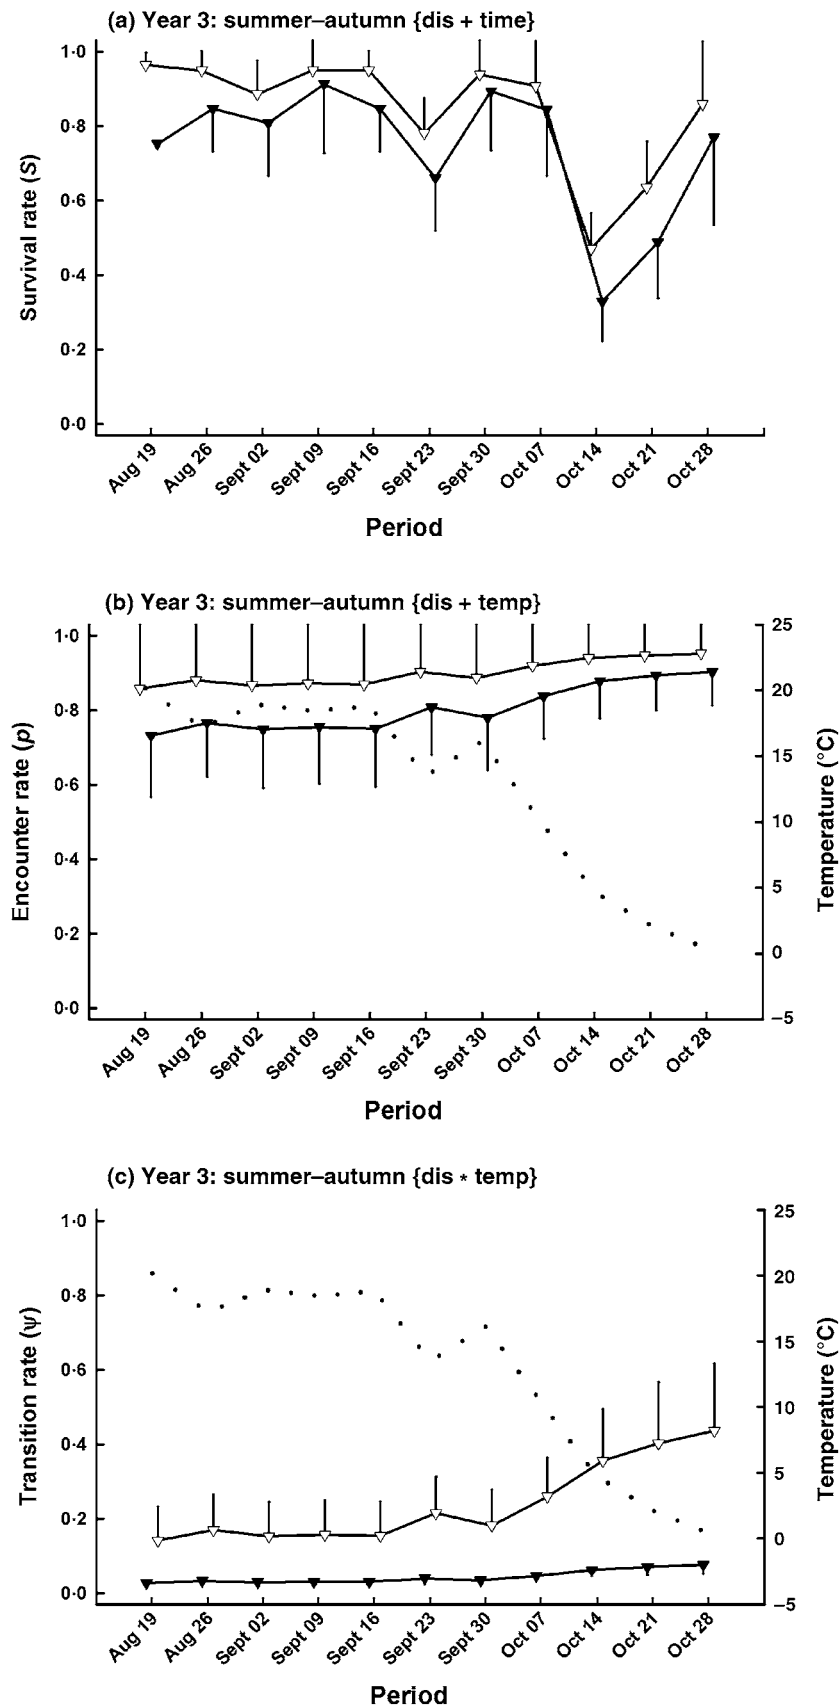 (a) Year 3: summer–autumn {dis + time}
1·0
0·8
0·6
0·4
0·2
0·0
Survival rate (S)
Aug 19
Aug 26
Sept 02
Sept 09
Sept 16
Sept 23
Sept 30
Oct 07
Oct 14
Oct 21
Oct 28
Period
(b) Year 3: summer–autumn {dis + temp}
1·0
0·8
0·6
0·4
0·2
0·0
Encounter rate (p)
25
20
15
10
5
0
–5
Temperature (°C)
Aug 19
Aug 26
Sept 02
Sept 09
Sept 16
Sept 23
Sept 30
Oct 07
Oct 14
Oct 21
Oct 28
Period
(c) Year 3: summer–autumn {dis * temp}
1·0
0·8
0·6
0·4
0·2
0·0
Transition rate (ψ)
25
20
15
10
5
0
–5
Temperature (°C)
Aug 19
Aug 26
Sept 02
Sept 09
Sept 16
Sept 23
Sept 30
Oct 07
Oct 14
Oct 21
Oct 28
Period